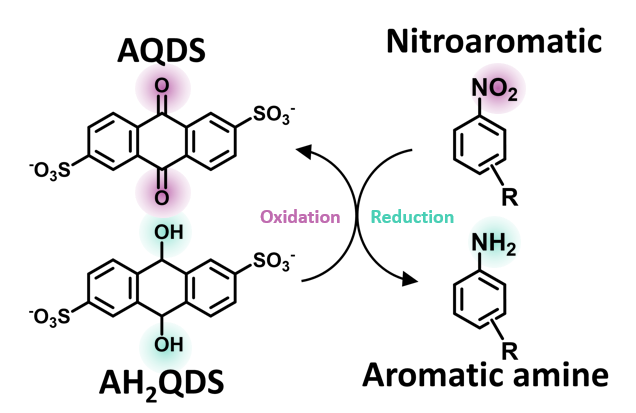 AQDS
Nitroaromatic
O
NO₂
SO₃⁻
⁻O₃S
O
R
Oxidation
Reduction
OH
NH₂
SO₃⁻
⁻O₃S
OH
R
AH₂QDS
Aromatic amine